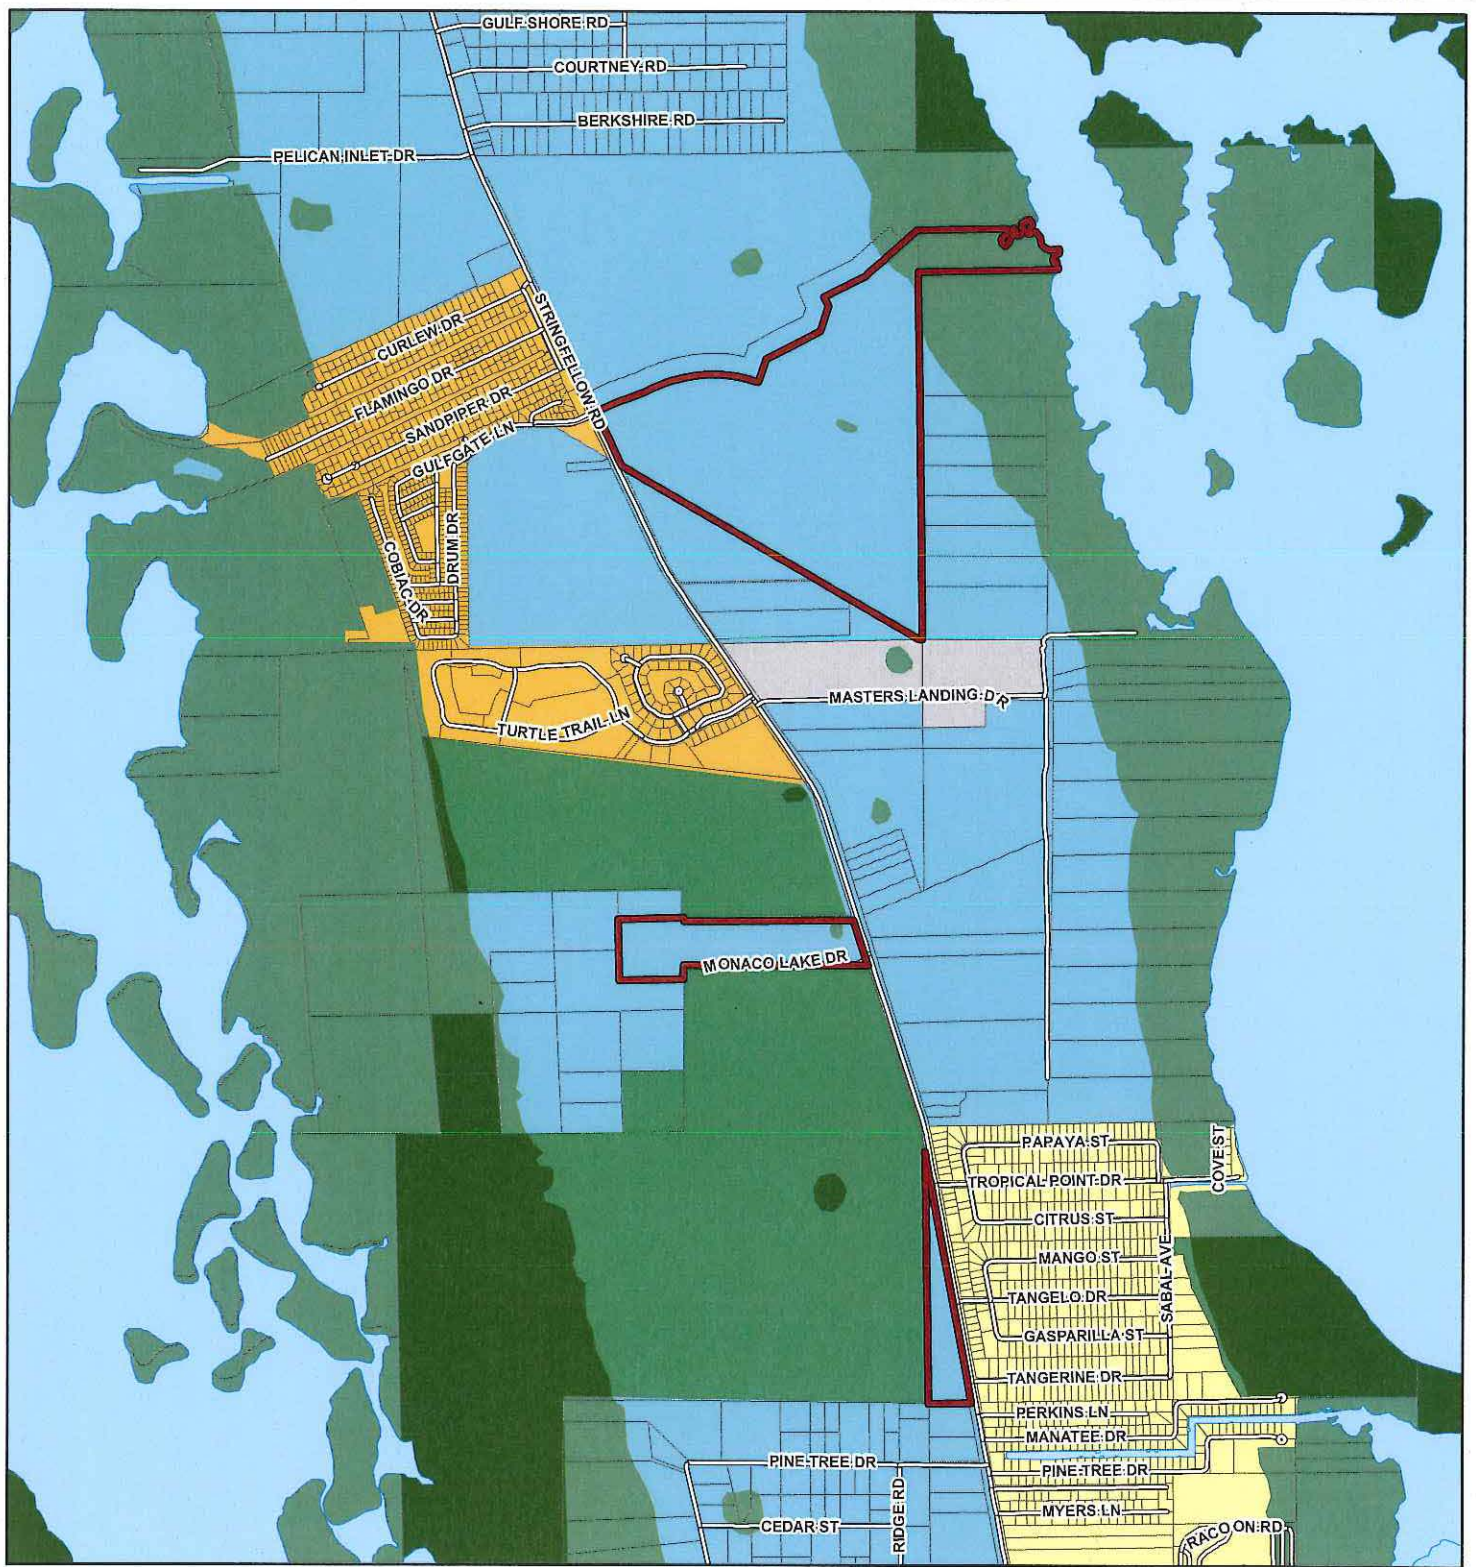 GULF SHORE RD
COURTNEY RD
BERKSHIRE RD
PELICAN INLET DR
STRINGFELLOW RD
CURLEW DR
FLAMINGO DR
SANDPIPER DR
GULFGATE LN
DRUM DR
COBIAC DR
MASTERS LANDING DR
TURTLE TRAIL LN
MONACO LAKE DR
PAPAYA ST
COVE ST
TROPICAL POINT DR
CITRUS ST
MANGO ST
SABAL AVE
TANGELO DR
GASPARILLA ST
TANGERINE DR
PERKINS LN
MANATEE DR
PINE TREE DR
PINE TREE DR
RIDGE RD
MYERS LN
CEDAR ST
RACOON RD